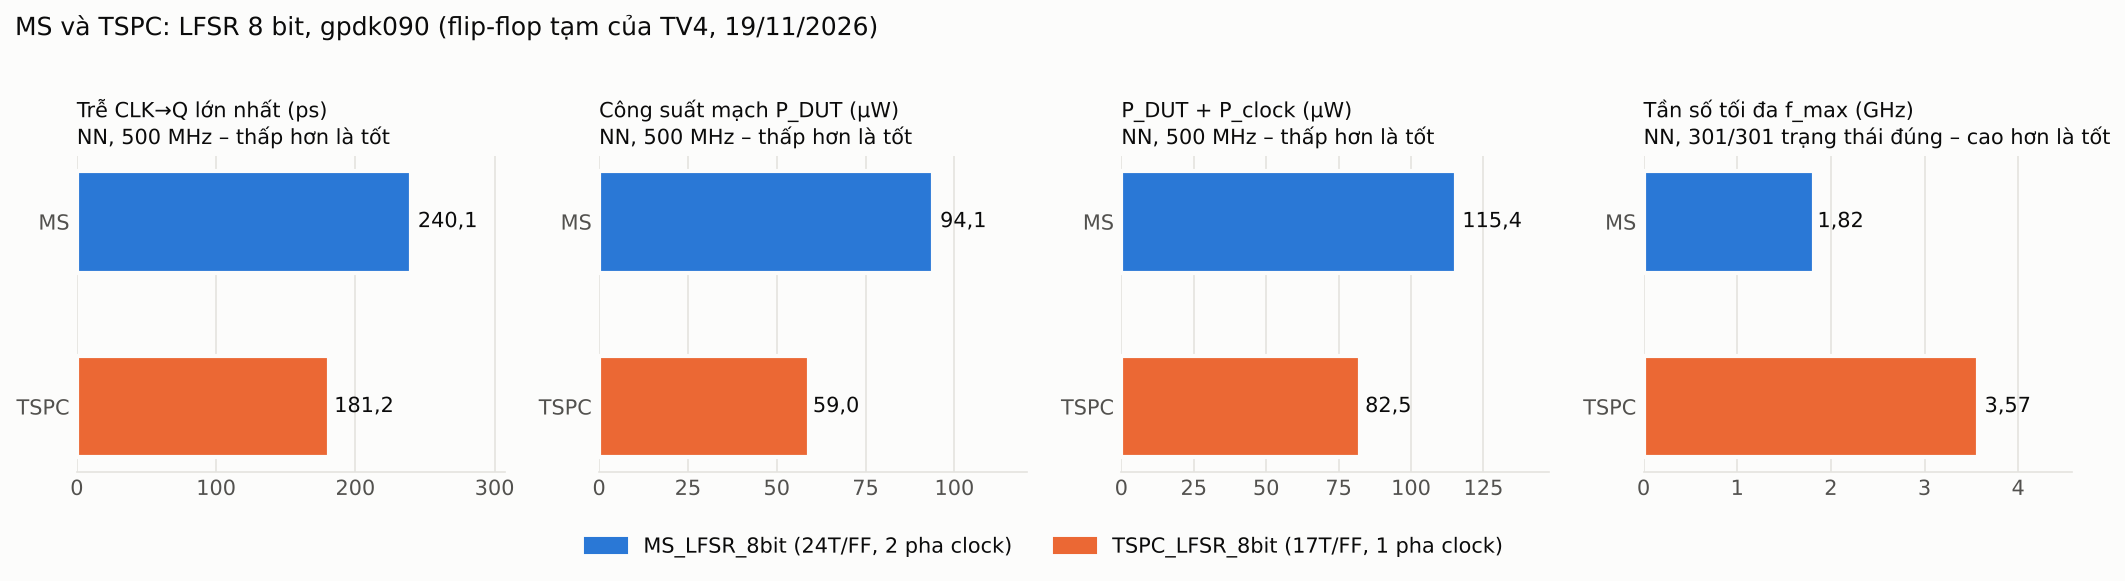 MS và TSPC: LFSR 8 bit, gpdk090 (flip-flop tạm của TV4, 19/11/2026)
Trễ CLK→Q lớn nhất (ps)
NN, 500 MHz – thấp hơn là tốt
MS
240,1
TSPC
181,2
0 100 200 300
Công suất mạch P_DUT (µW)
NN, 500 MHz – thấp hơn là tốt
MS
94,1
TSPC
59,0
0 25 50 75 100
P_DUT + P_clock (µW)
NN, 500 MHz – thấp hơn là tốt
MS
115,4
TSPC
82,5
0 25 50 75 100 125
Tần số tối đa f_max (GHz)
NN, 301/301 trạng thái đúng – cao hơn là tốt
MS
1,82
TSPC
3,57
0 1 2 3 4
MS_LFSR_8bit (24T/FF, 2 pha clock)
TSPC_LFSR_8bit (17T/FF, 1 pha clock)